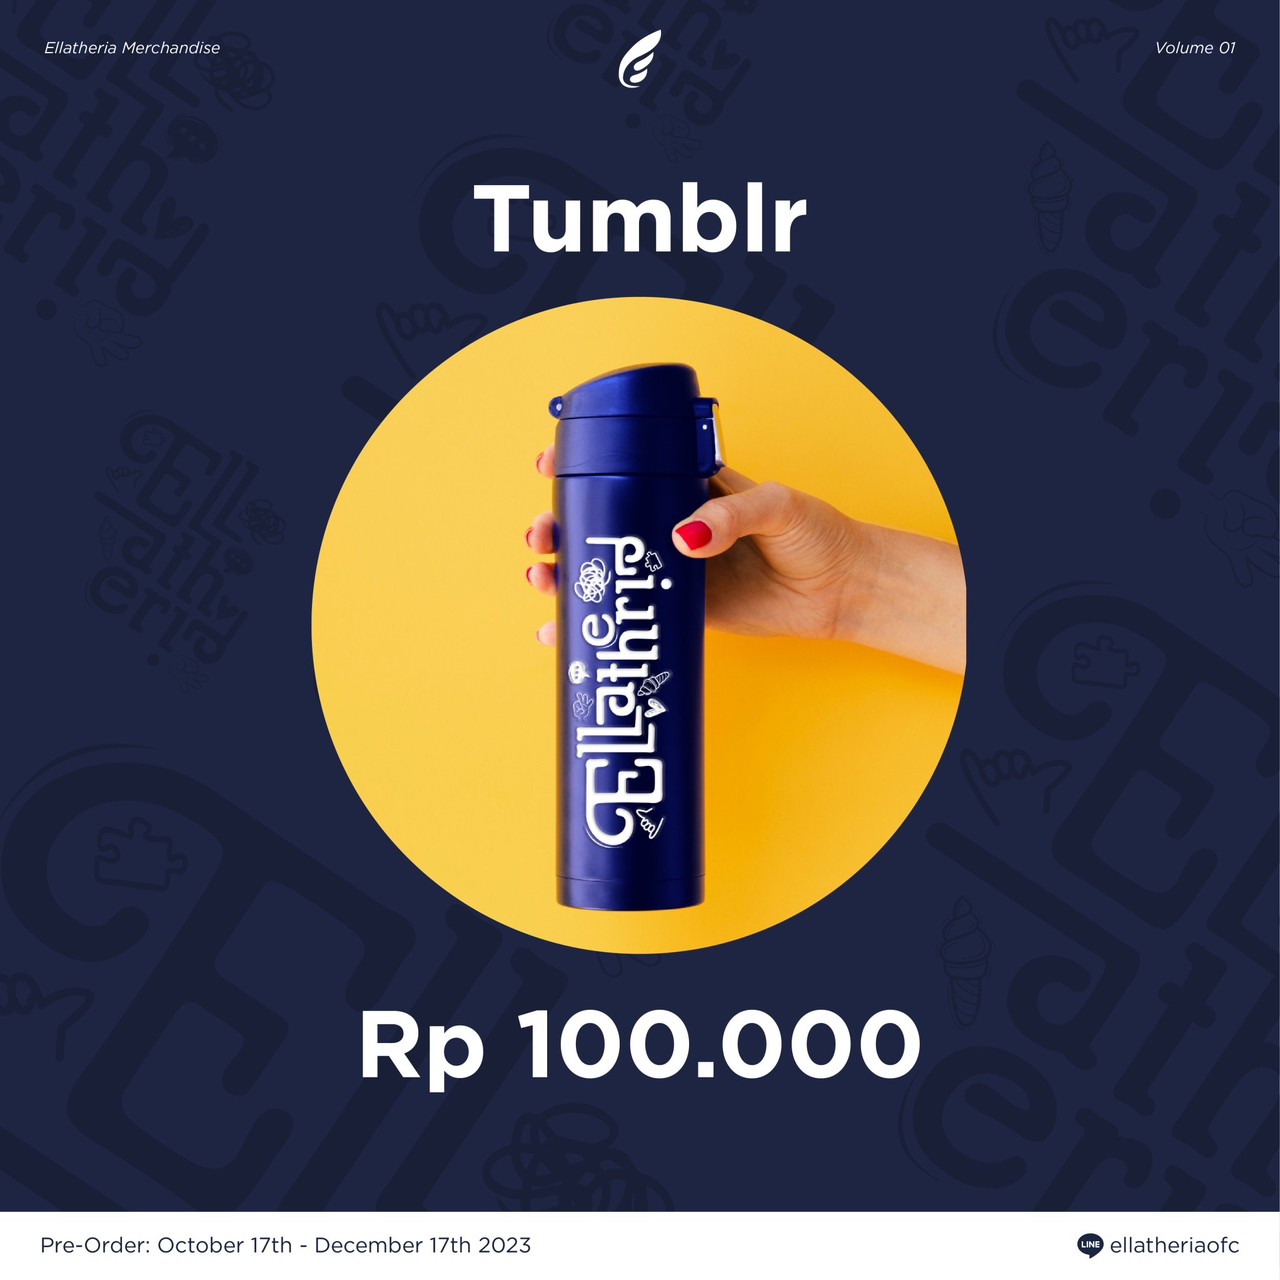 Ellatheria Merchandise
Volume 01
Tumblr
Ellatheria
Rp 100.000
Pre-Order: October 17th - December 17th 2023
LINE
ellatheriaofc